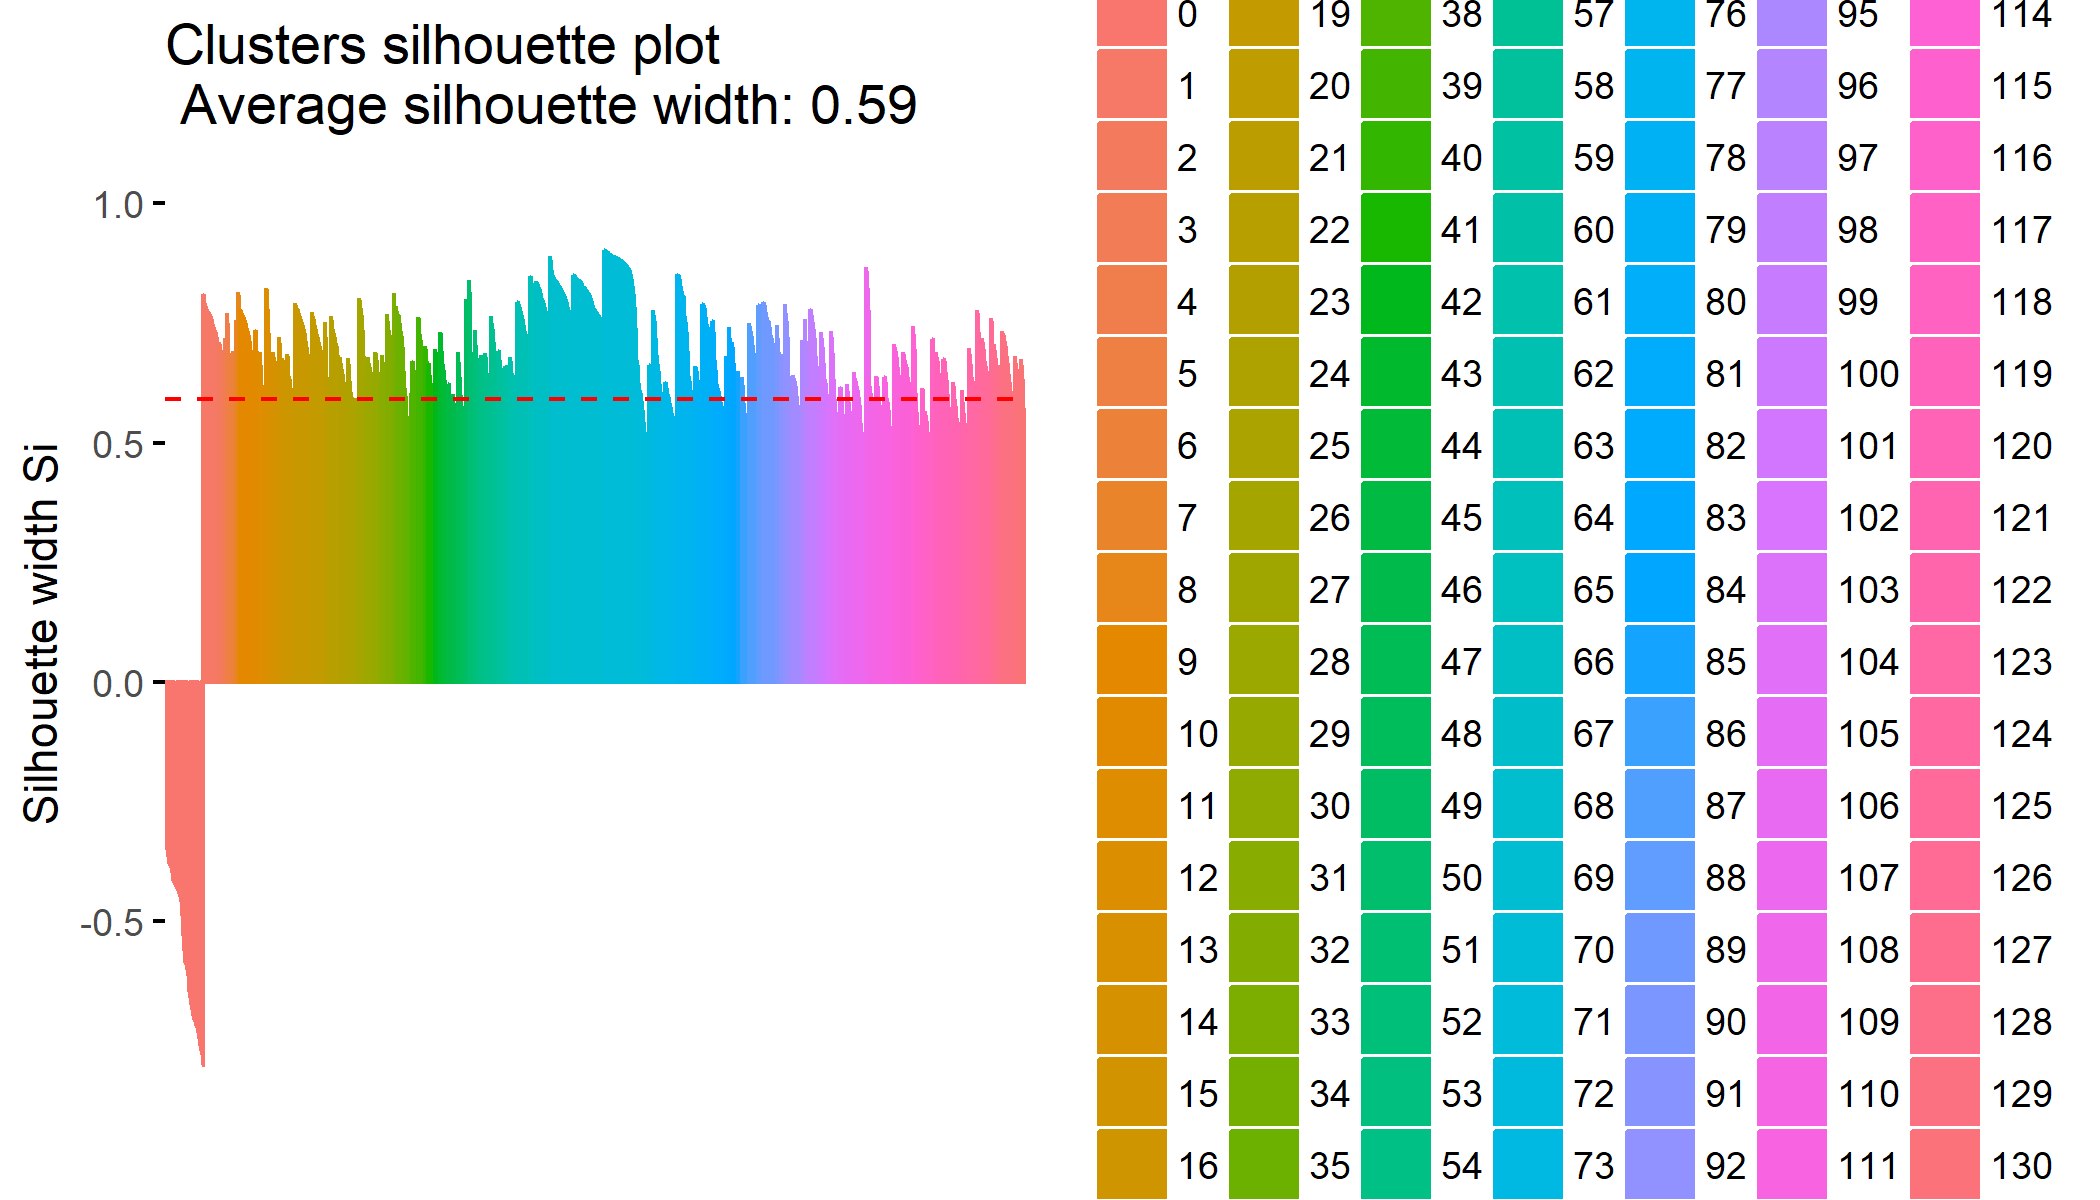 Clusters silhouette plot
Average silhouette width: 0.59
1.0
0.5
0.0
-0.5
Silhouette width Si
0 19 38 57 76 95 114
1 20 39 58 77 96 115
2 21 40 59 78 97 116
3 22 41 60 79 98 117
4 23 42 61 80 99 118
5 24 43 62 81 100 119
6 25 44 63 82 101 120
7 26 45 64 83 102 121
8 27 46 65 84 103 122
9 28 47 66 85 104 123
10 29 48 67 86 105 124
11 30 49 68 87 106 125
12 31 50 69 88 107 126
13 32 51 70 89 108 127
14 33 52 71 90 109 128
15 34 53 72 91 110 129
16 35 54 73 92 111 130